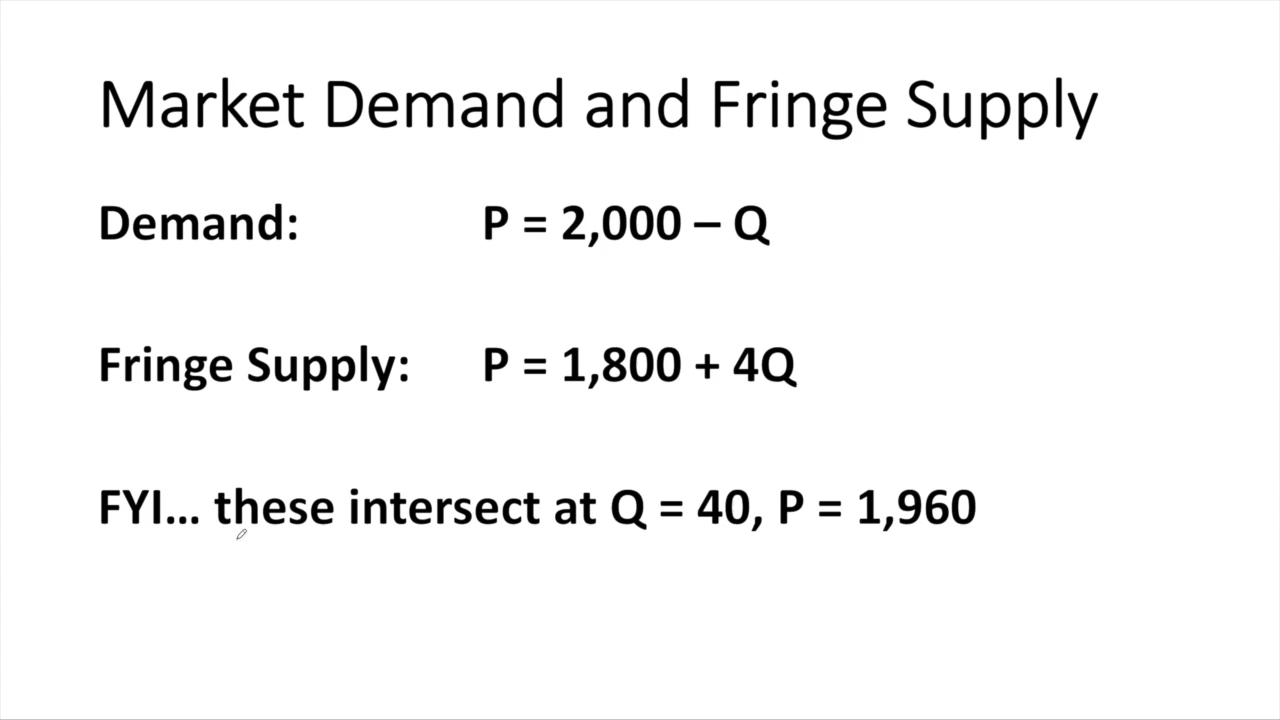 Market Demand and Fringe Supply
Demand: P = 2,000 – Q
Fringe Supply: P = 1,800 + 4Q
FYI... these intersect at Q = 40, P = 1,960